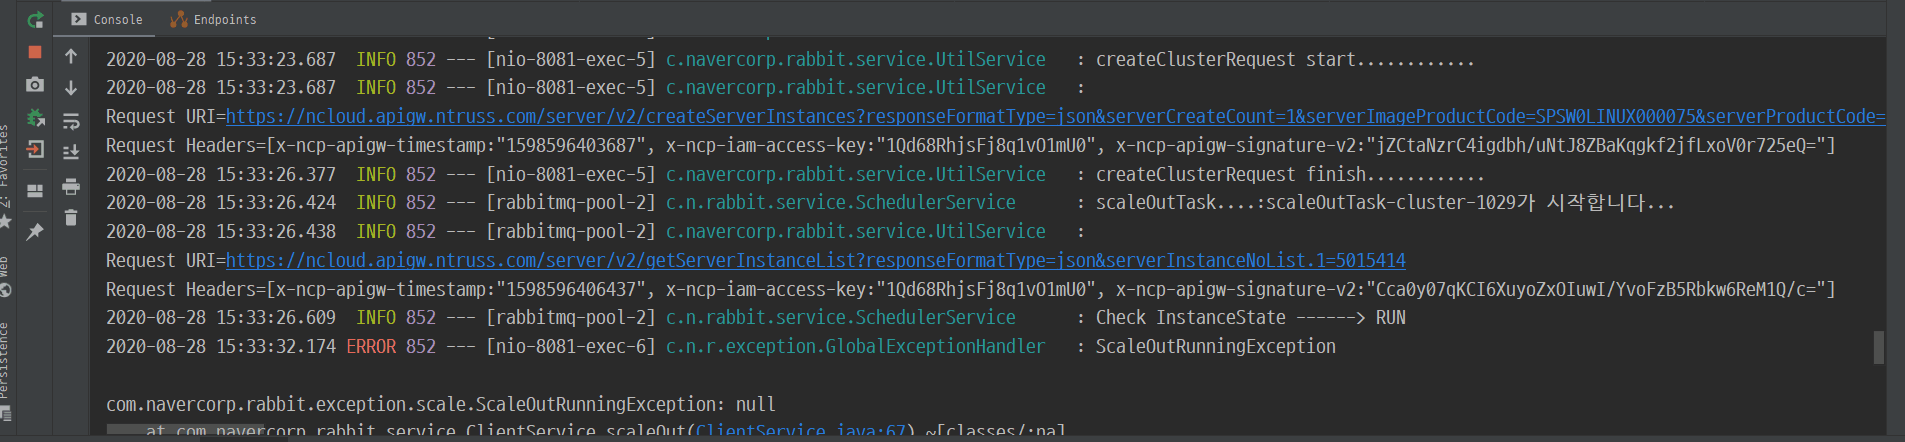 Console
Endpoints
2020-08-28 15:33:23.687  INFO 852 --- [nio-8081-exec-5] c.navercorp.rabbit.service.UtilService   : createClusterRequest start............
2020-08-28 15:33:23.687  INFO 852 --- [nio-8081-exec-5] c.navercorp.rabbit.service.UtilService   :
Request URI=https://ncloud.apigw.ntruss.com/server/v2/createServerInstances?responseFormatType=json&serverCreateCount=1&serverImageProductCode=SPSW0LINUX000075&serverProductCode=
Request Headers=[x-ncp-apigw-timestamp:"1598596403687", x-ncp-iam-access-key:"1Qd68RhjsFj8q1vO1mU0", x-ncp-apigw-signature-v2:"jZCtaNzrC4igdbh/uNtJ8ZBaKqgkf2jfLxoV0r725eQ="]
2020-08-28 15:33:26.377  INFO 852 --- [nio-8081-exec-5] c.navercorp.rabbit.service.UtilService   : createClusterRequest finish............
2020-08-28 15:33:26.424  INFO 852 --- [rabbitmq-pool-2] c.n.rabbit.service.SchedulerService      : scaleOutTask....:scaleOutTask-cluster-1029가 시작합니다...
2020-08-28 15:33:26.438  INFO 852 --- [rabbitmq-pool-2] c.navercorp.rabbit.service.UtilService   :
Request URI=https://ncloud.apigw.ntruss.com/server/v2/getServerInstanceList?responseFormatType=json&serverInstanceNoList.1=5015414
Request Headers=[x-ncp-apigw-timestamp:"1598596406437", x-ncp-iam-access-key:"1Qd68RhjsFj8q1vO1mU0", x-ncp-apigw-signature-v2:"Cca0y07qKCI6XuyoZxOIuwI/YvoFzB5Rbkw6ReM1Q/c="]
2020-08-28 15:33:26.609  INFO 852 --- [rabbitmq-pool-2] c.n.rabbit.service.SchedulerService      : Check InstanceState ------> RUN
2020-08-28 15:33:32.174 ERROR 852 --- [nio-8081-exec-6] c.n.r.exception.GlobalExceptionHandler   : ScaleOutRunningException
com.navercorp.rabbit.exception.scale.ScaleOutRunningException: null
at com.navercorp.rabbit.service.ClientService.scaleOut(ClientService.java:67) ~[classes/:na]
2: Favorites
Web
Persistence